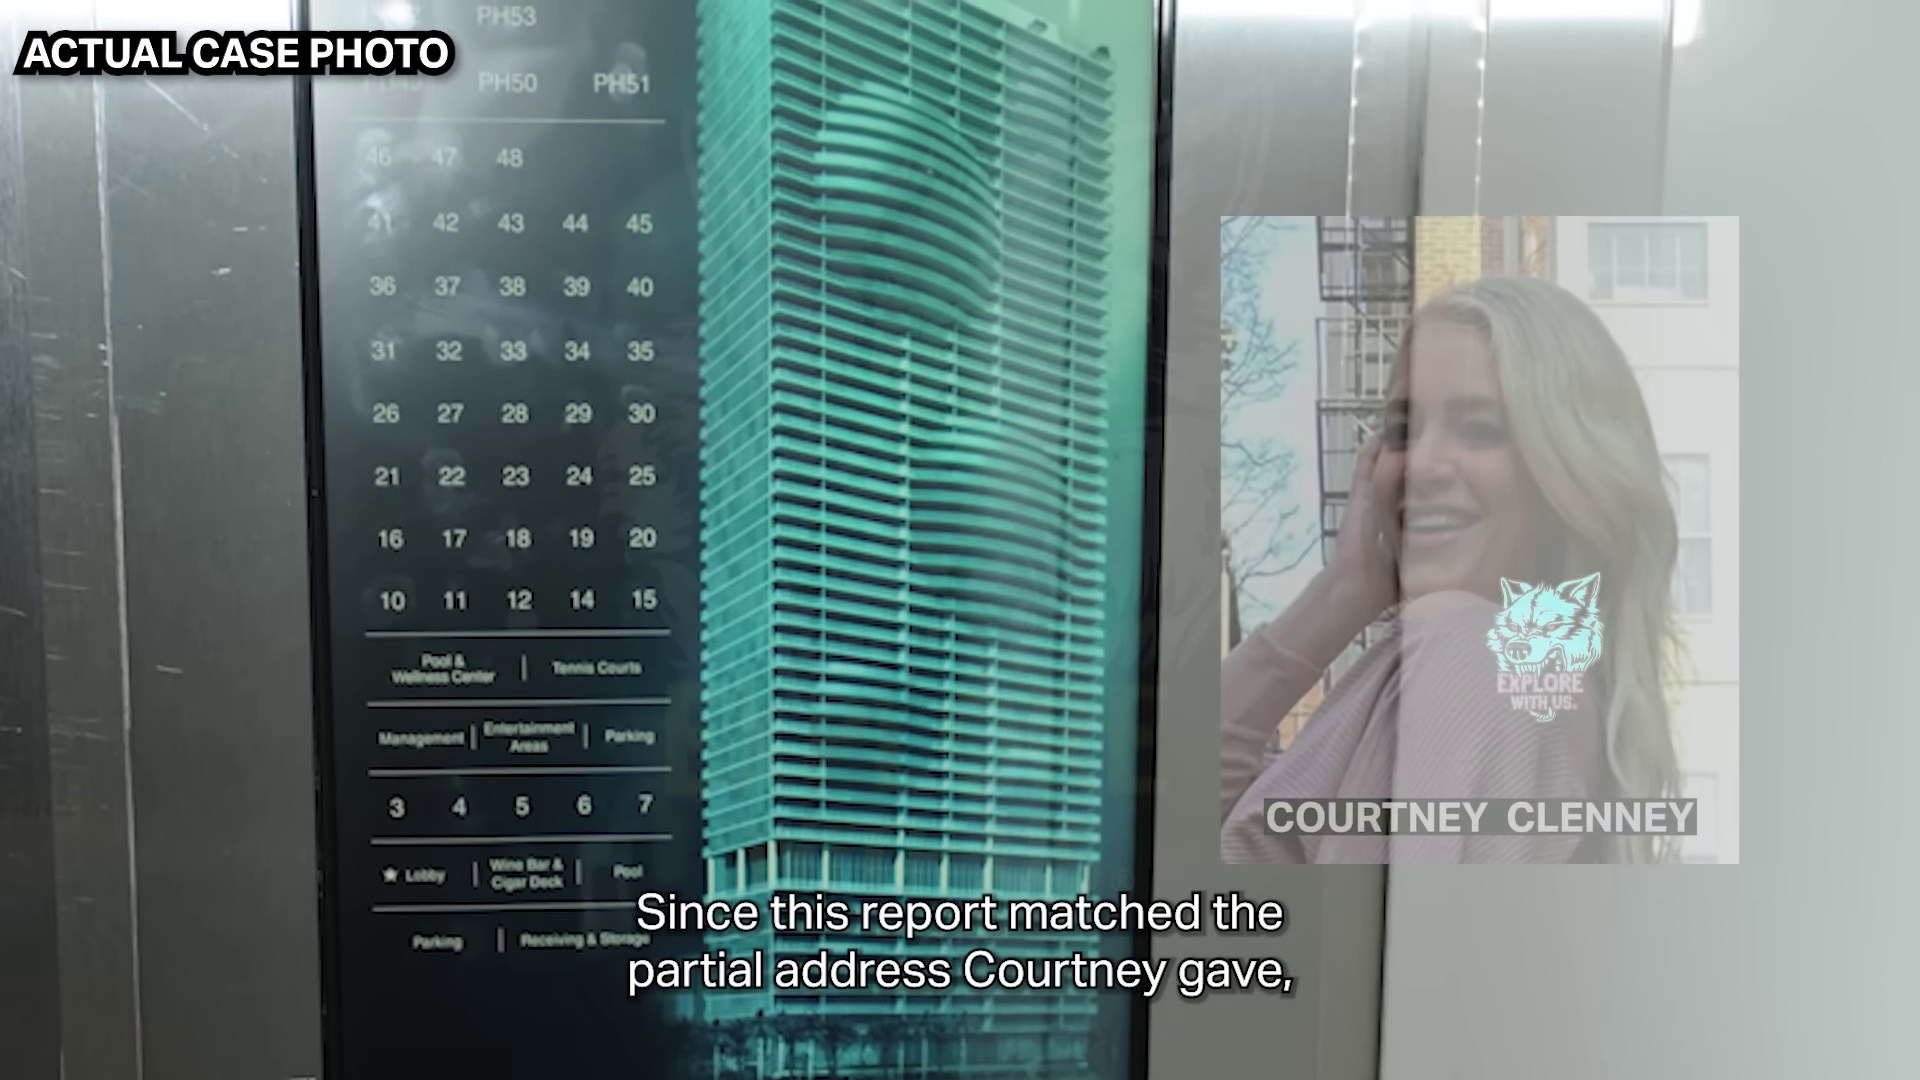 ACTUAL CASE PHOTO
PH53
PH50 PH51
46 47 48
41 42 43 44 45
36 37 38 39 40
31 32 33 34 35
26 27 28 29 30
21 22 23 24 25
16 17 18 19 20
10 11 12 14 15
Pool &
Wellness Center
Tennis Courts
Management
Entertainment
Areas
Parking
3 4 5 6 7
★ Lobby
Wine Bar &
Cigar Deck
Pool
Parking
Receiving & Storage
EXPLORE
WITH US.
COURTNEY CLENNEY
Since this report matched the
partial address Courtney gave,